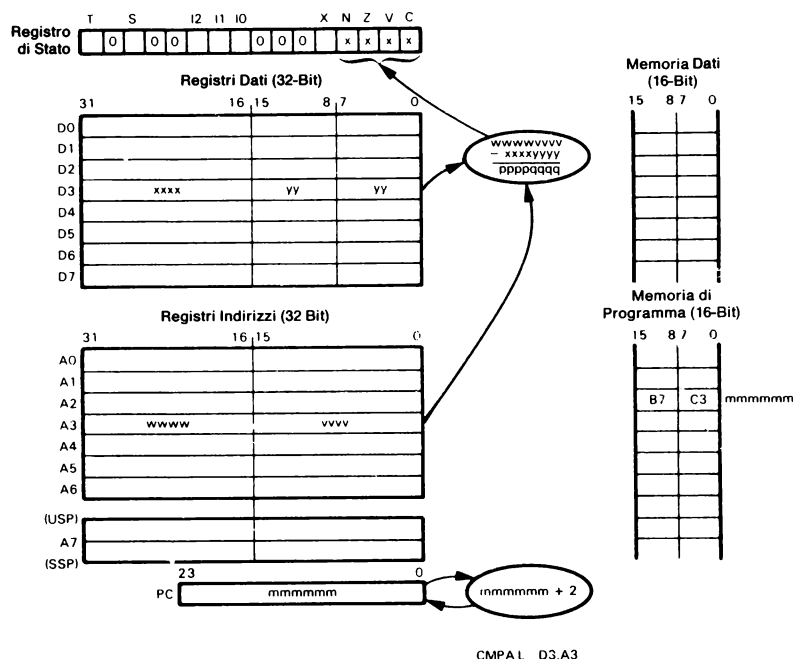 T S I2 I1 I0 X N Z V C
Registro di Stato
0 0 0 0 0 0 x x x x
Registri Dati (32-Bit)
31 16 15 8 7 0
D0
D1
D2
D3 xxxx yy yy
D4
D5
D6
D7
wwwwvvvv
– xxxxyyyy
ppppqqqq
Memoria Dati
(16-Bit)
15 8 7 0
Registri Indirizzi (32 Bit)
31 16 15 0
A0
A1
A2
A3 wwww vvvv
A4
A5
A6
(USP)
A7
(SSP)
Memoria di
Programma (16-Bit)
15 8 7 0
B7 C3 mmmmmm
23 0
PC mmmmmm
mmmmmm + 2
CMPA.L D3,A3